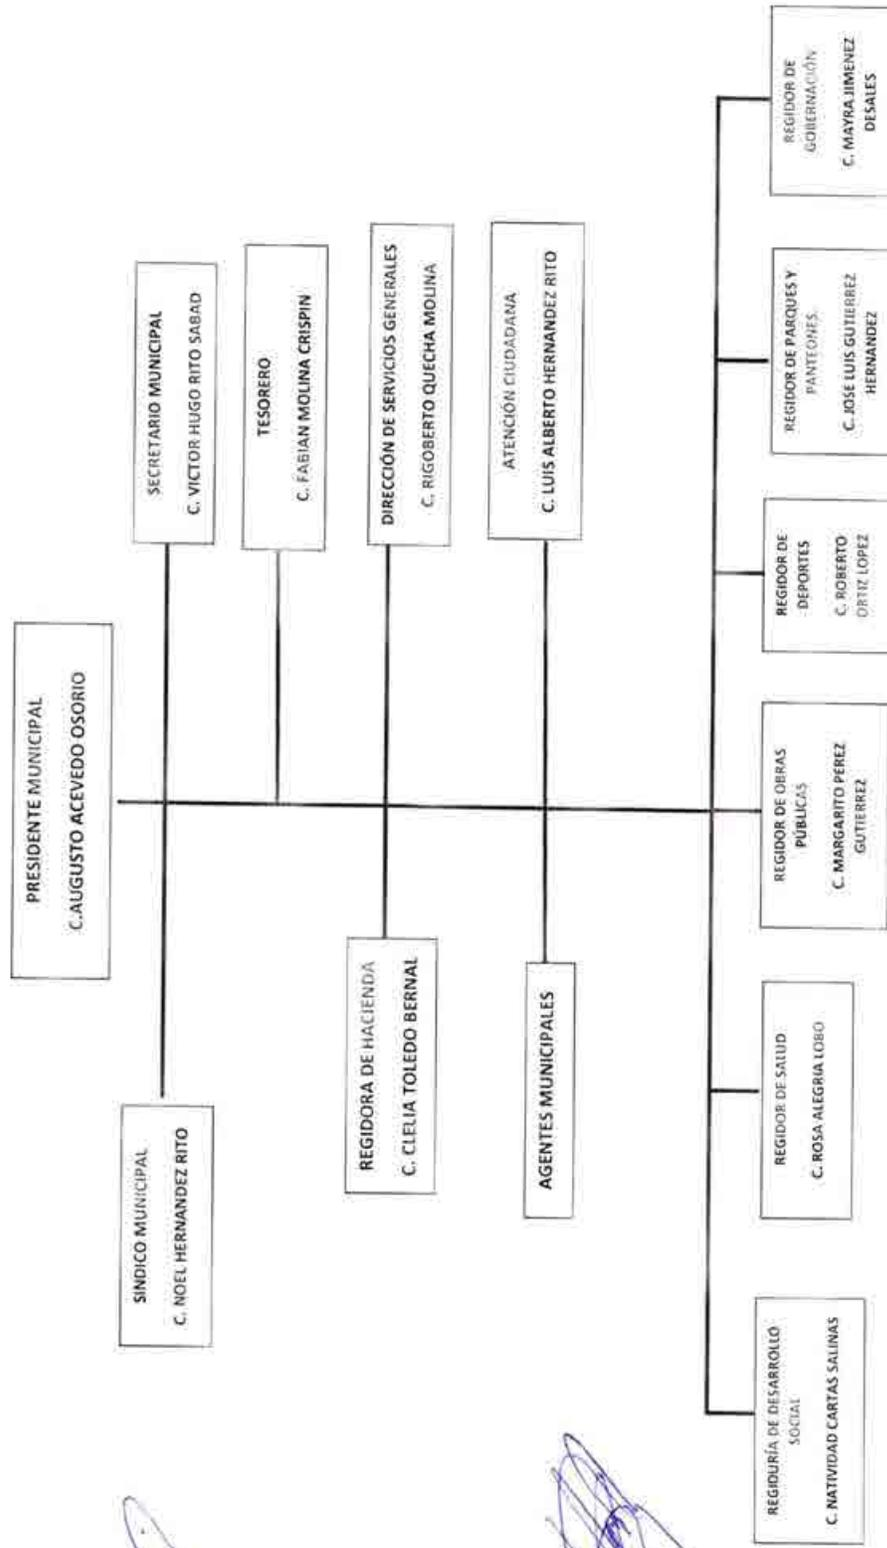 PRESIDENTE MUNICIPAL
C.AUGUSTO ACEVEDO OSORIO
SINDICO MUNICIPAL
C. NOEL HERNANDEZ RITO
SECRETARIO MUNICIPAL
C. VICTOR HUGO RITO SABAD
TESORERO
C. FABIAN MOLINA CRISPIN
REGIDORA DE HACIENDA
C. CLELIA TOLEDO BERNAL
DIRECCIÓN DE SERVICIOS GENERALES
C. RIGOBERTO QUECHA MOLINA
AGENTES MUNICIPALES
ATENCIÓN CIUDADANA
C. LUIS ALBERTO HERNANDEZ RITO
REGIDURÍA DE DESARROLLO
SOCIAL
C. NATIVIDAD CARTAS SALINAS
REGIDOR DE SALUD
C. ROSA ALEGRIA LOBO
REGIDOR DE OBRAS
PÚBLICAS
C. MARGARITO PEREZ
GUTIERREZ
REGIDOR DE
DEPORTES
C. ROBERTO
ORTIZ LOPEZ
REGIDOR DE PARQUES Y
PANTEONES.
C. JOSE LUIS GUTIERREZ
HERNANDEZ
REGIDOR DE
GOBERNACIÓN
C. MAYRA JIMENEZ
DESALES